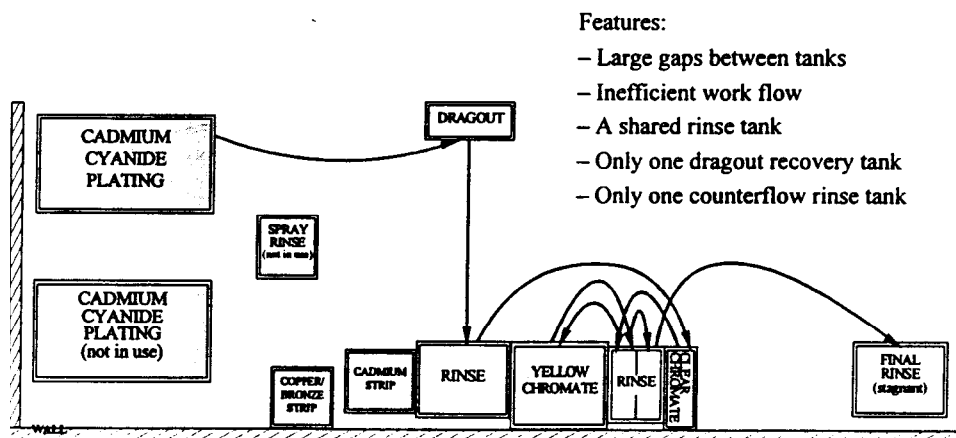 Features:
– Large gaps between tanks
– Inefficient work flow
– A shared rinse tank
– Only one dragout recovery tank
– Only one counterflow rinse tank
CADMIUM
CYANIDE
PLATING
DRAGOUT
SPRAY
RINSE
(not in use)
CADMIUM
CYANIDE
PLATING
(not in use)
COPPER/
BRONZE
STRIP
CADMIUM
STRIP
RINSE
YELLOW
CHROMATE
RINSE
CLEAR
CHROMATE
FINAL
RINSE
(stagnant)
WALL